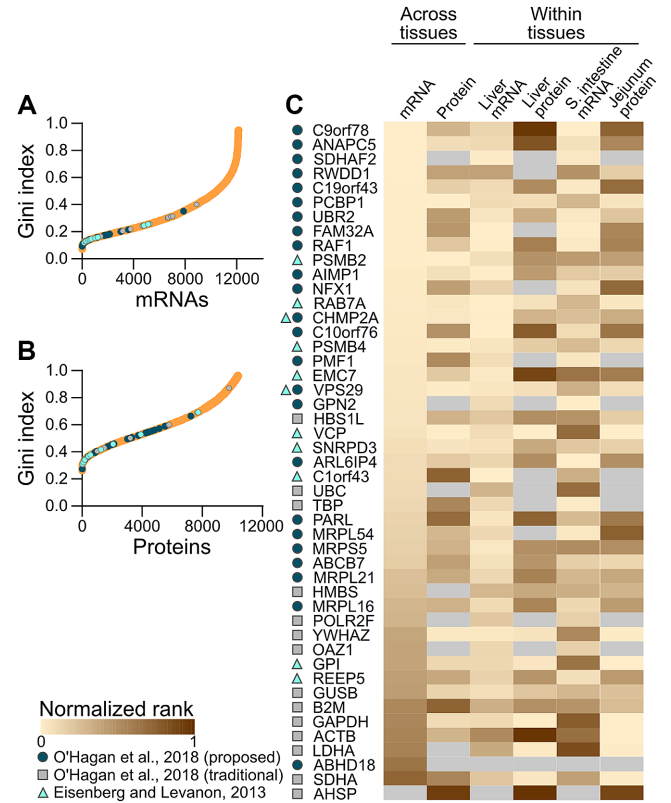 A
Gini index
1.0
0.8
0.6
0.4
0.2
0.0
0
4000
8000
12000
mRNAs
B
Gini index
1.0
0.8
0.6
0.4
0.2
0.0
0
4000
8000
12000
Proteins
Normalized rank
0
1
O'Hagan et al., 2018 (proposed)
O'Hagan et al., 2018 (traditional)
Eisenberg and Levanon, 2013
C
Across
tissues
Within
tissues
mRNA
Protein
Liver
mRNA
Liver
protein
S. intestine
mRNA
Jejunum
protein
C9orf78
ANAPC5
SDHAF2
RWDD1
C19orf43
PCBP1
UBR2
FAM32A
RAF1
PSMB2
AIMP1
NFX1
RAB7A
CHMP2A
C10orf76
PSMB4
PMF1
EMC7
VPS29
GPN2
HBS1L
VCP
SNRPD3
ARL6IP4
C1orf43
UBC
TBP
PARL
MRPL54
MRPS5
ABCB7
MRPL21
HMBS
MRPL16
POLR2F
YWHAZ
OAZ1
GPI
REEP5
GUSB
B2M
GAPDH
ACTB
LDHA
ABHD18
SDHA
AHSP